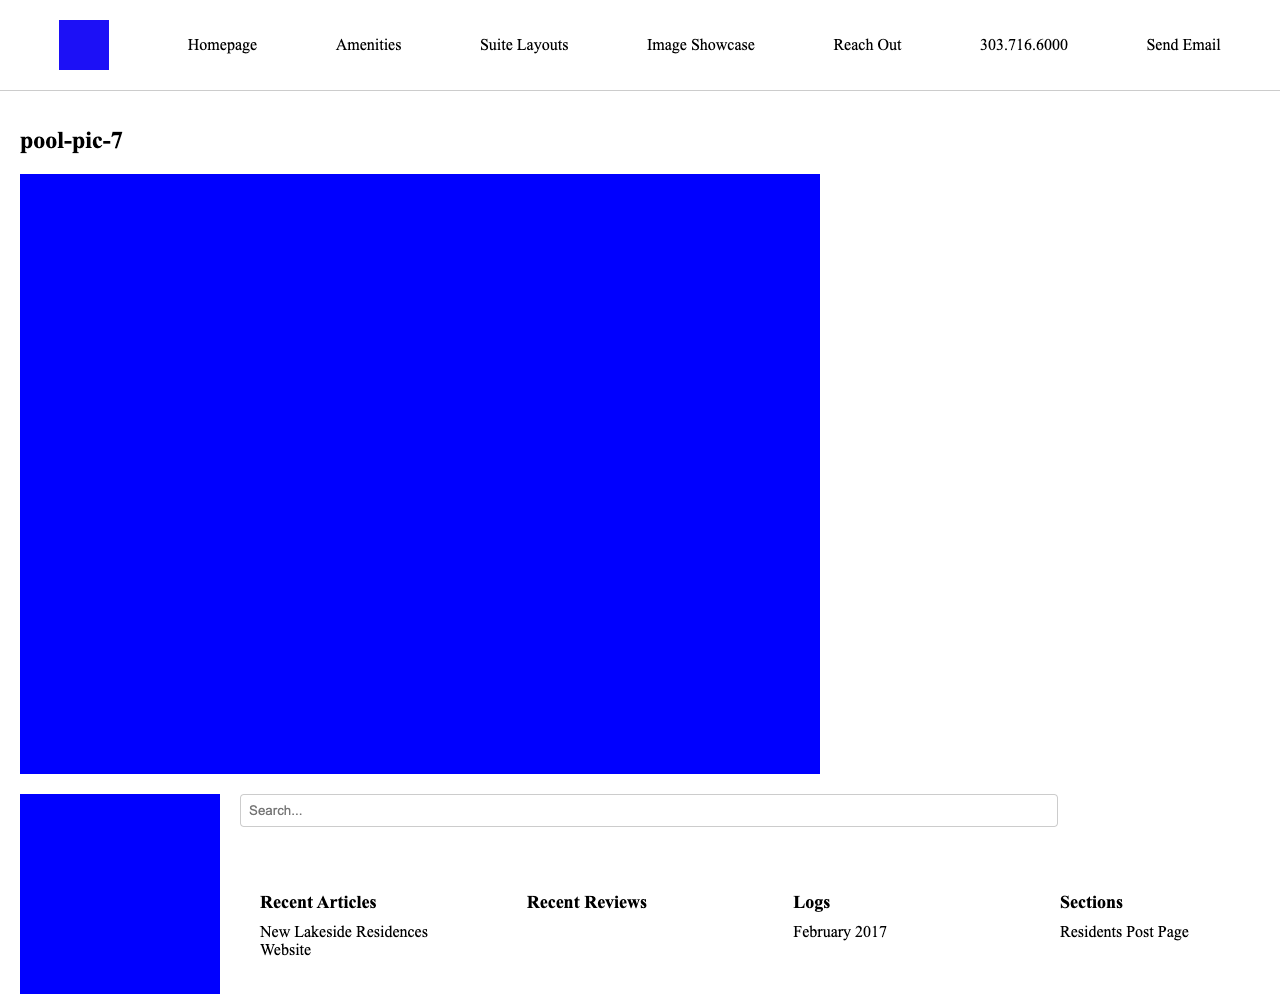 Homepage Amenities Suite Layouts Image Showcase Reach Out 303.716.6000 Send Email
pool-pic-7
Search...
Recent Articles
New Lakeside Residences
Website
Recent Reviews
Logs
February 2017
Sections
Residents Post Page